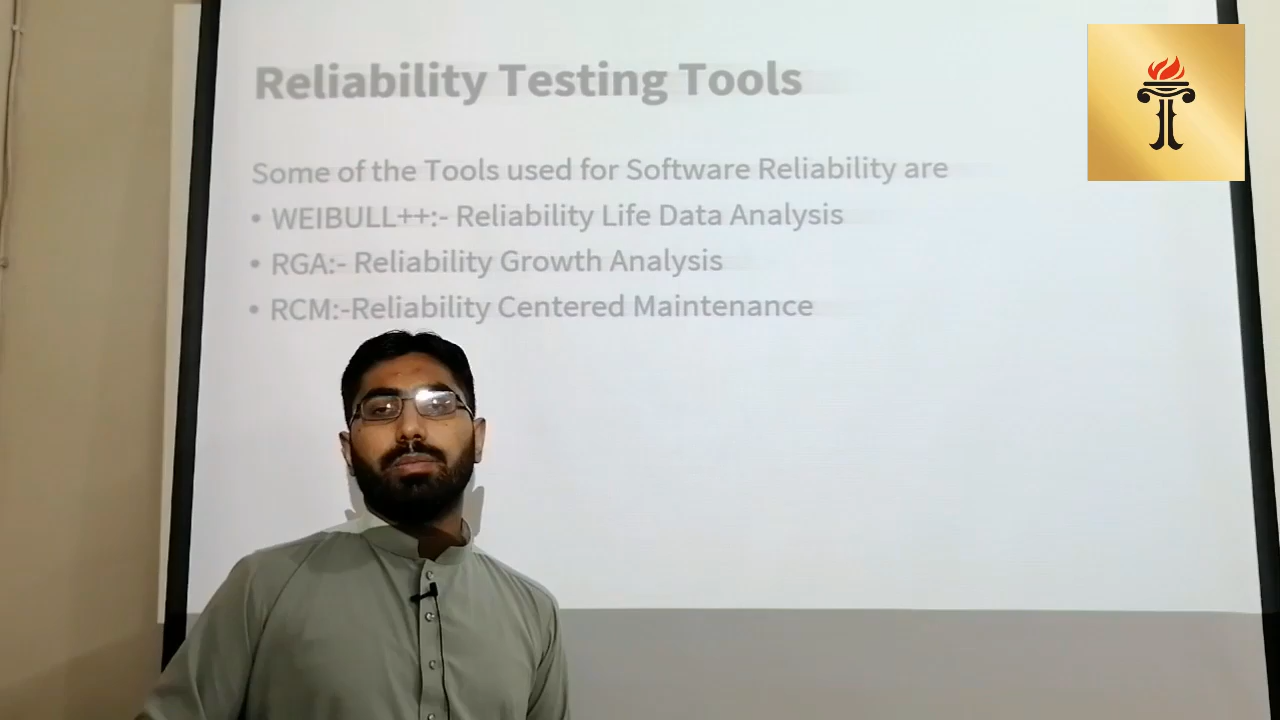 Reliability Testing Tools
Some of the Tools used for Software Reliability are
• WEIBULL++:- Reliability Life Data Analysis
• RGA:- Reliability Growth Analysis
• RCM:-Reliability Centered Maintenance